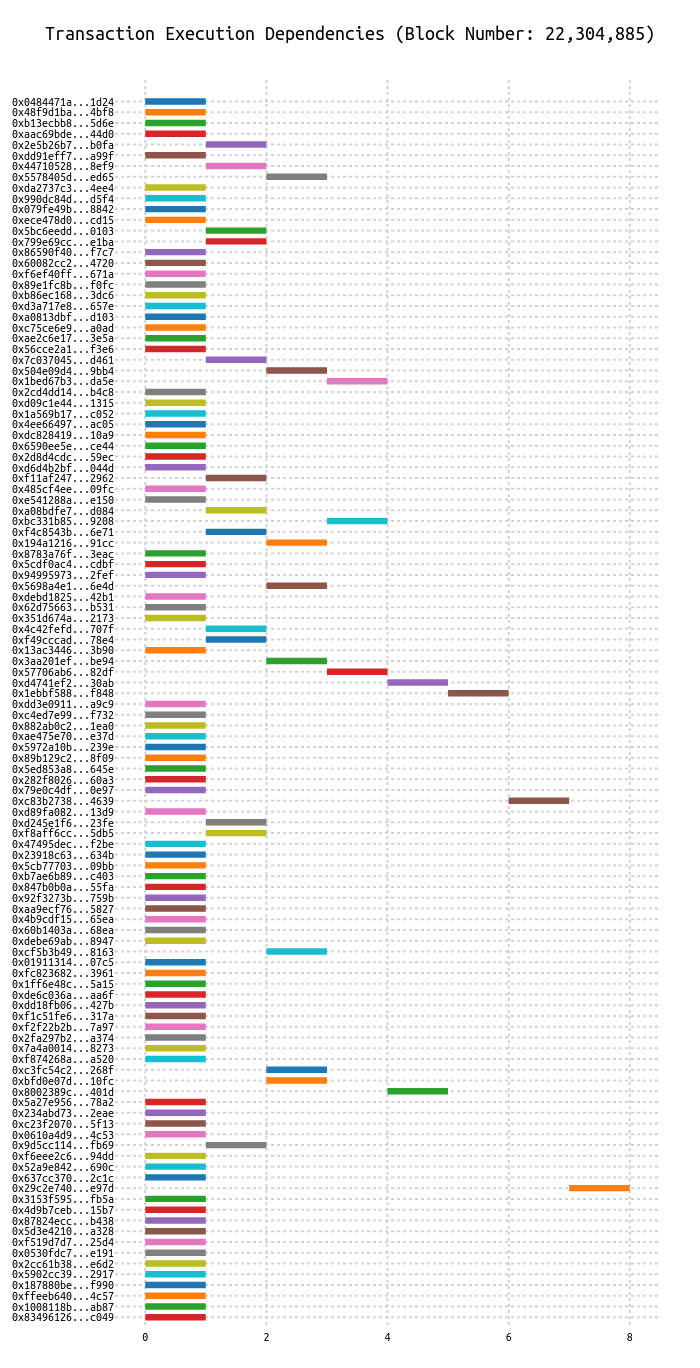 Transaction Execution Dependencies (Block Number: 22,304,885)
0x0484471a...1d24
0x48f9d1ba...4bf8
0xb13ecbb8...5d6e
0xaac69bde...44d0
0x2e5b26b7...b0fa
0xdd91eff7...a99f
0x44710528...8ef9
0x5578405d...ed65
0xda2737c3...4ee4
0x990dc84d...d5f4
0x079fe49b...8842
0xece478d0...cd15
0x5bc6eedd...0103
0x799e69cc...e1ba
0x86590f40...f7c7
0x60082cc2...4720
0xf6ef40ff...671a
0x89e1fc8b...f0fc
0xb86ec168...3dc6
0xd3a717e8...657e
0xa0813dbf...d103
0xc75ce6e9...a0ad
0xae2c6e17...3e5a
0x56cce2a1...f3e6
0x7c037045...d461
0x504e09d4...9bb4
0x1bed67b3...da5e
0x2cd4dd14...b4c8
0xd09c1e44...1315
0x1a569b17...c052
0x4ee66497...ac05
0xdc828419...10a9
0x6590ee5e...ce44
0x2d8d4cdc...59ec
0xd6d4b2bf...044d
0xf11af247...2962
0x485cf4ee...09fc
0xe541288a...e150
0xa08bdfe7...d084
0xbc331b85...9208
0xf4c8543b...6e71
0x194a1216...91cc
0x8783a76f...3eac
0x5cdf0ac4...cdbf
0x94995973...2fef
0x5698a4e1...6e4d
0xdebd1825...42b1
0x62d75663...b531
0x351d674a...2173
0x4c42fefd...707f
0xf49cccad...78e4
0x13ac3446...3b90
0x3aa201ef...be94
0x57706ab6...82df
0xd4741ef2...30ab
0x1ebbf588...f848
0xdd3e0911...a9c9
0xc4ed7e99...f732
0x882ab0c2...1ea0
0xae475e70...e37d
0x5972a10b...239e
0x89b129c2...8f09
0x5ed853a8...645e
0x282f8026...60a3
0x79e0c4df...0e97
0xc83b2738...4639
0xd89fa082...13d9
0xd245e1f6...23fe
0xf8aff6cc...5db5
0x47495dec...f2be
0x23918c63...634b
0x5cb77703...09bb
0xb7ae6b89...c403
0x847b0b0a...55fa
0x92f3273b...759b
0xaa9ecf76...5827
0x4b9cdf15...65ea
0x60b1403a...68ea
0xdebe69ab...8947
0xcf5b3b49...8163
0x01911314...07c5
0xfc823682...3961
0x1ff6e48c...5a15
0xde6c036a...aa6f
0xdd18fb06...427b
0xf1c51fe6...317a
0xf2f22b2b...7a97
0x2fa297b2...a374
0x7a4a0014...8273
0xf874268a...a520
0xc3fc54c2...268f
0xbfd0e07d...10fc
0x8002389c...401d
0x5a27e956...78a2
0x234abd73...2eae
0xc23f2070...5f13
0x0610a4d9...4c53
0x9d5cc114...fb69
0xf6eee2c6...94dd
0x52a9e842...690c
0x637cc370...2c1c
0x29c2e740...e97d
0x3153f595...fb5a
0x4d9b7ceb...15b7
0x87824ecc...b438
0x5d3e4210...a328
0xf519d7d7...25d4
0x0530fdc7...e191
0x2cc61b38...e6d2
0x5902cc39...2917
0x187880be...f990
0xffeeb640...4c57
0x1008118b...ab87
0x83496126...c049
0 2 4 6 8